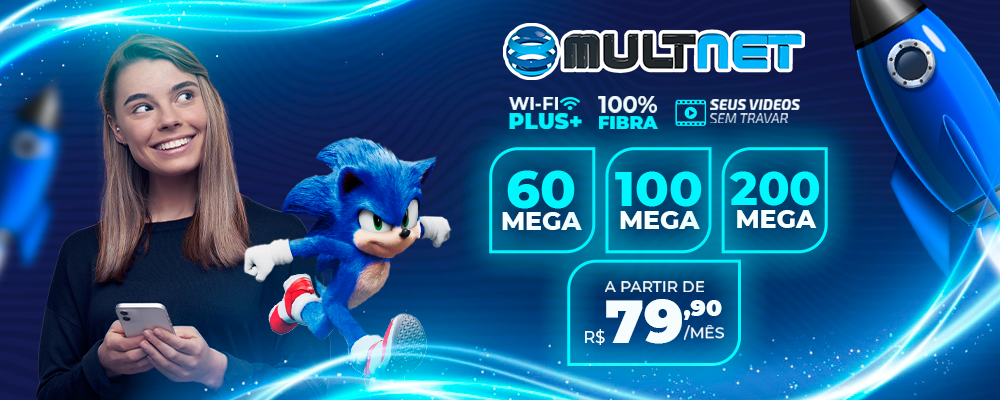 MULTNET
WI-FI
PLUS+
100%
FIBRA
SEUS VIDEOS
SEM TRAVAR
60
MEGA
100
MEGA
200
MEGA
A PARTIR DE
R$ 79,90 /MÊS